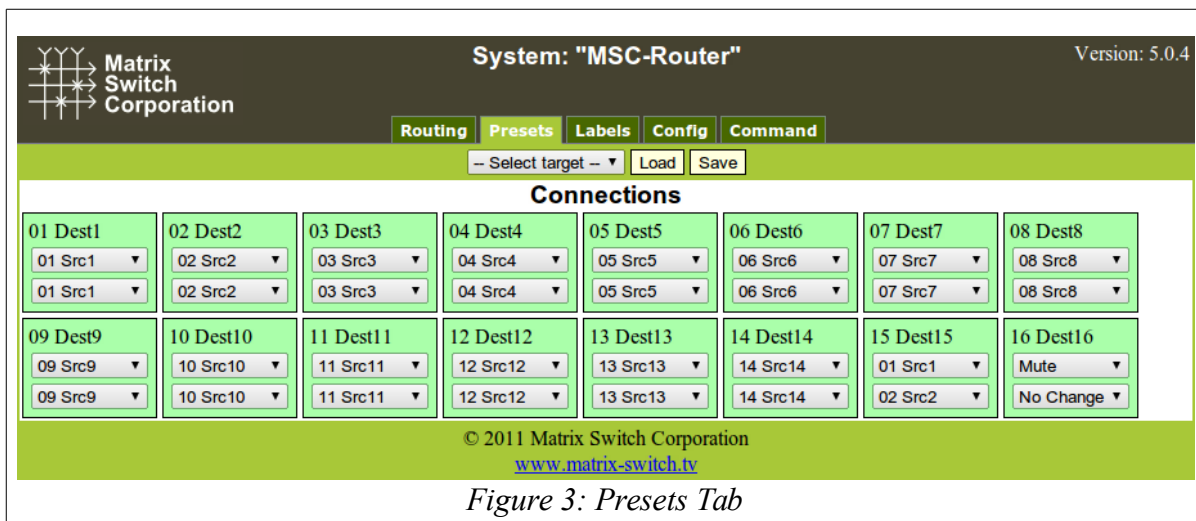 Matrix
Switch
Corporation
System: "MSC-Router"
Version: 5.0.4
Routing Presets Labels Config Command
-- Select target -- Load Save
Connections
01 Dest1 02 Dest2 03 Dest3 04 Dest4 05 Dest5 06 Dest6 07 Dest7 08 Dest8
01 Src1 02 Src2 03 Src3 04 Src4 05 Src5 06 Src6 07 Src7 08 Src8
01 Src1 02 Src2 03 Src3 04 Src4 05 Src5 06 Src6 07 Src7 08 Src8
09 Dest9 10 Dest10 11 Dest11 12 Dest12 13 Dest13 14 Dest14 15 Dest15 16 Dest16
09 Src9 10 Src10 11 Src11 12 Src12 13 Src13 14 Src14 01 Src1 Mute
09 Src9 10 Src10 11 Src11 12 Src12 13 Src13 14 Src14 02 Src2 No Change
© 2011 Matrix Switch Corporation
www.matrix-switch.tv
Figure 3: Presets Tab